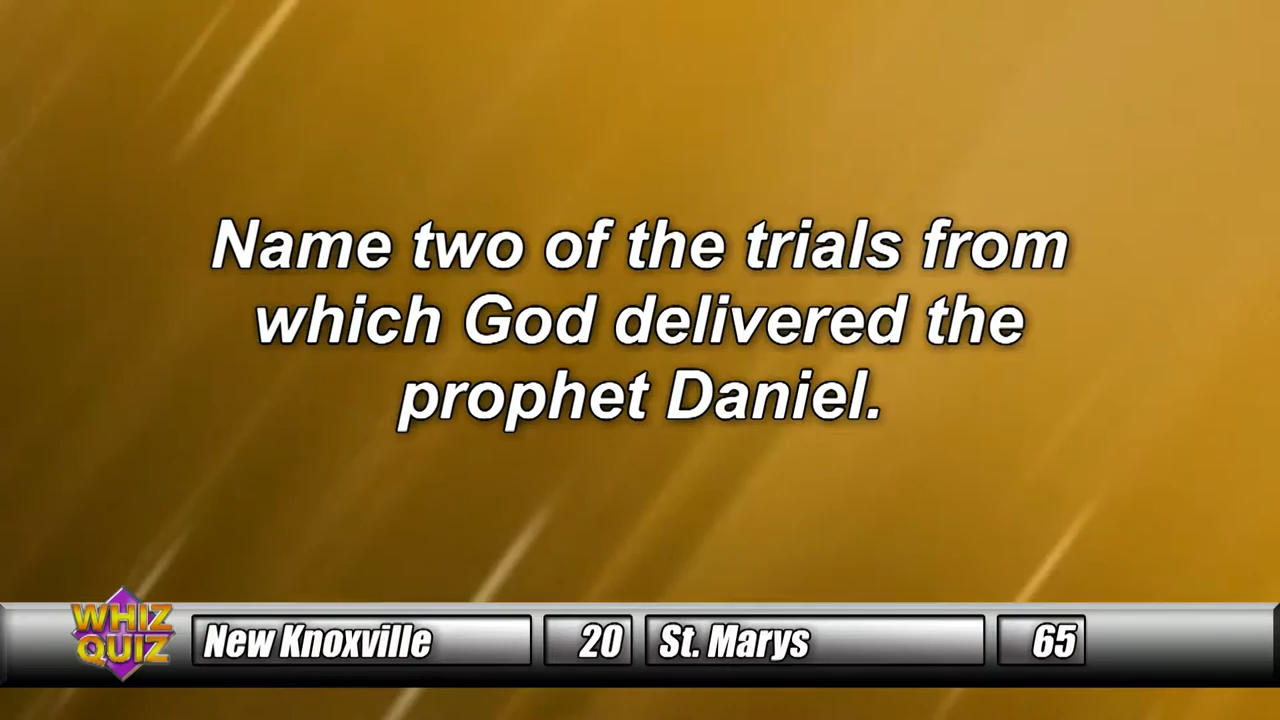 Name two of the trials from
which God delivered the
prophet Daniel.
WHIZ
QUIZ
New Knoxville 20 St. Marys 65